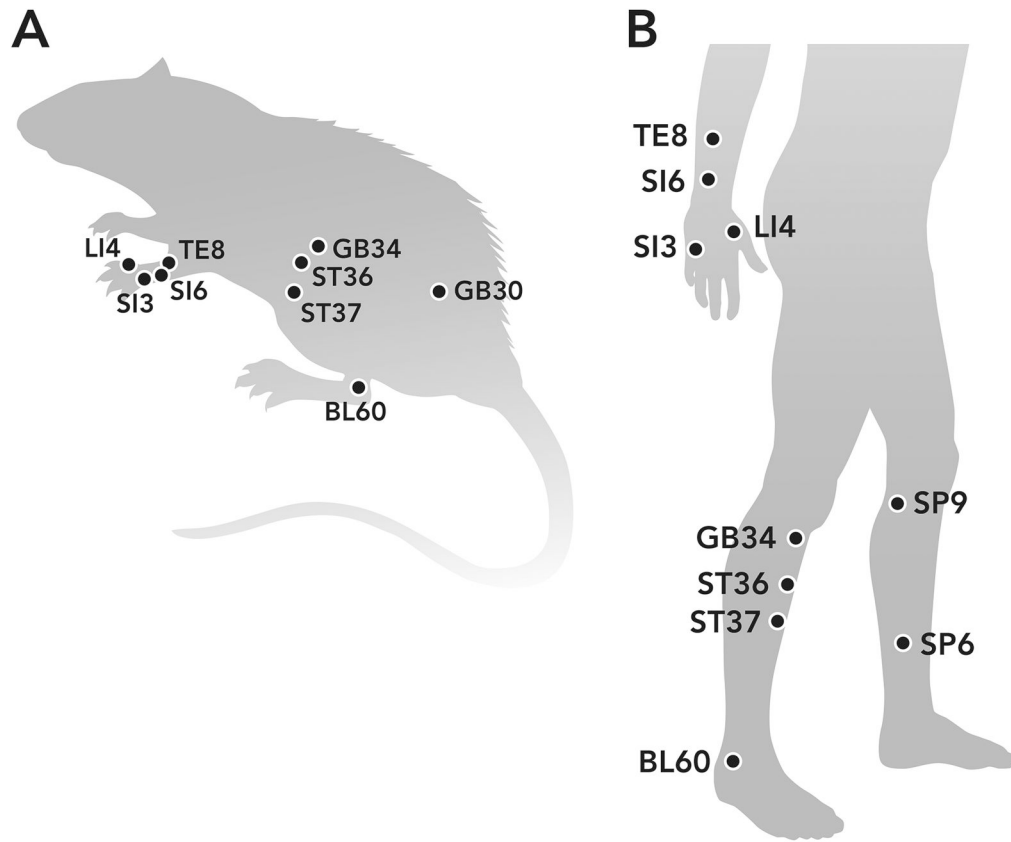 A
LI4
TE8
SI3
SI6
GB34
ST36
ST37
GB30
BL60
B
TE8
SI6
LI4
SI3
SP9
GB34
ST36
ST37
SP6
BL60